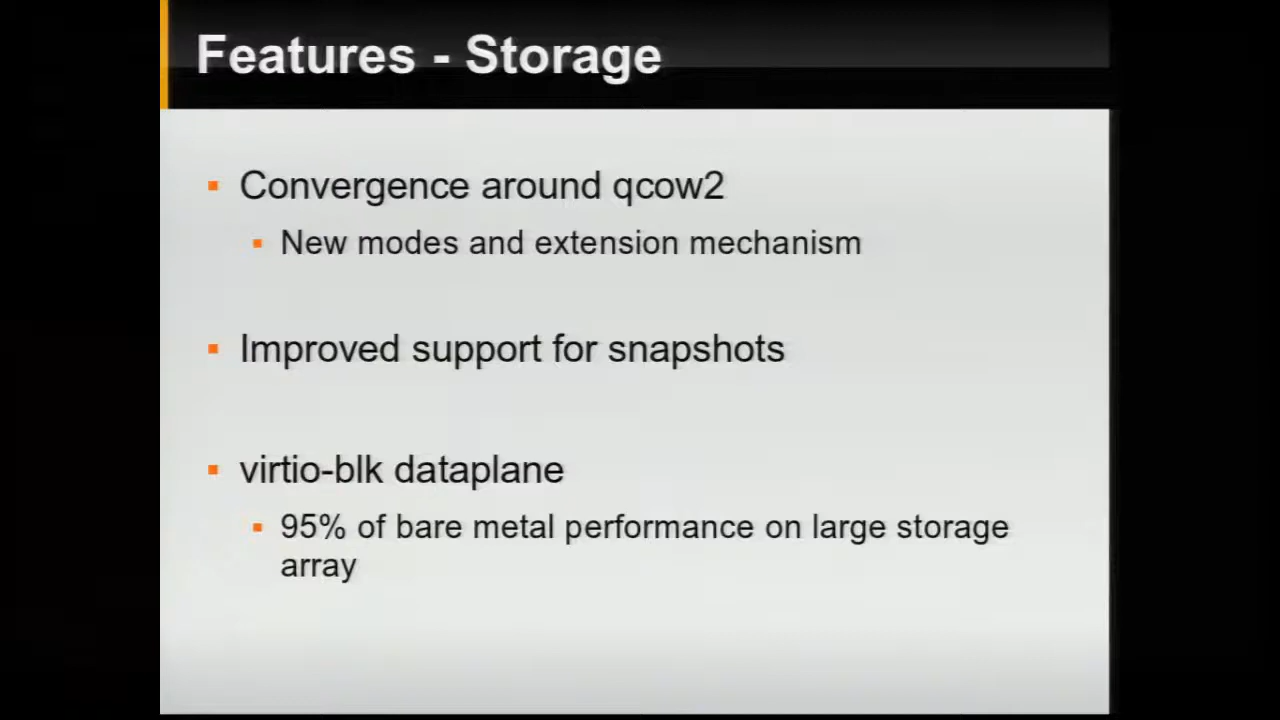 Features - Storage
Convergence around qcow2
New modes and extension mechanism
Improved support for snapshots
virtio-blk dataplane
95% of bare metal performance on large storage
array